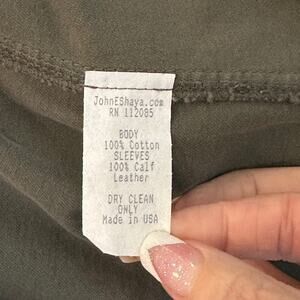 JohnEShaya.com
RN 112085
BODY
100% Cotton
SLEEVES
100% Calf
Leather
DRY CLEAN
ONLY
Made in USA